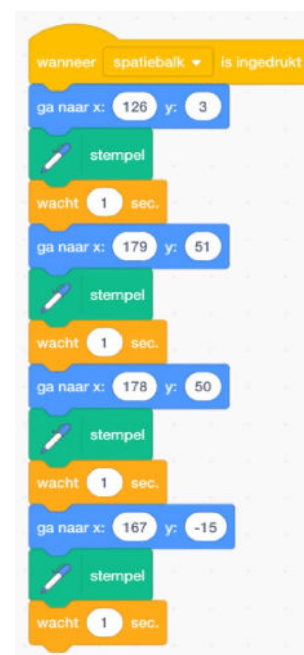 wanneer spatiebalk is ingedrukt
ga naar x: 126 y: 3
stempel
wacht 1 sec.
ga naar x: 179 y: 51
stempel
wacht 1 sec.
ga naar x: 178 y: 50
stempel
wacht 1 sec.
ga naar x: 167 y: -15
stempel
wacht 1 sec.